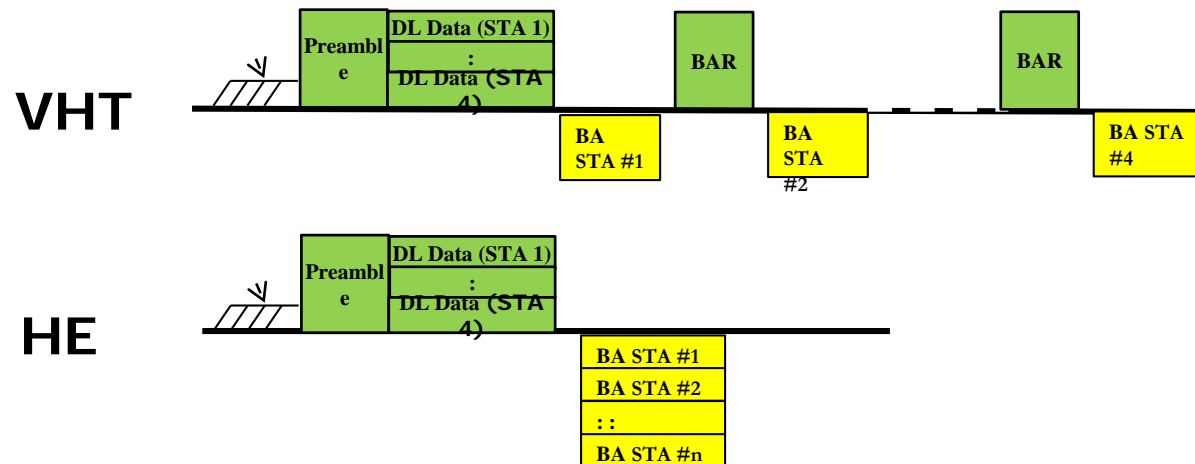 VHT
Preambl
e
DL Data (STA 1)
:
DL Data (STA
4)
BAR
BAR
BA
STA #1
BA
STA
#2
BA STA
#4
HE
Preambl
e
DL Data (STA 1)
:
DL Data (STA
4)
BA STA #1
BA STA #2
: :
BA STA #n